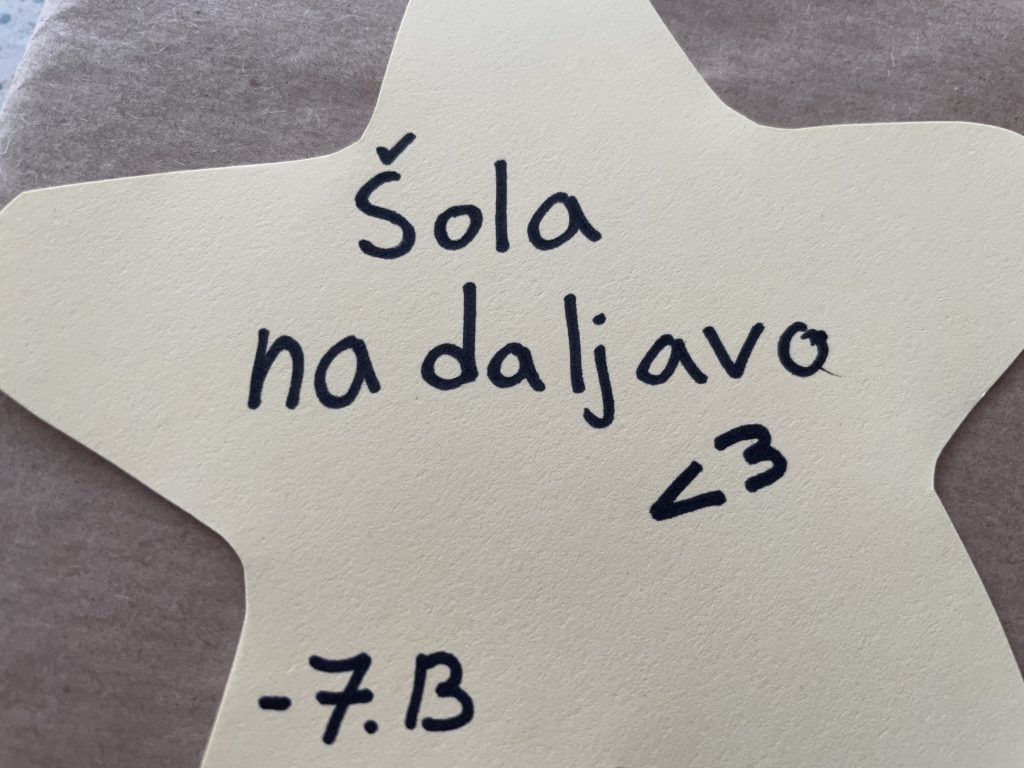 Šola
na daljavo
<3
-7.B